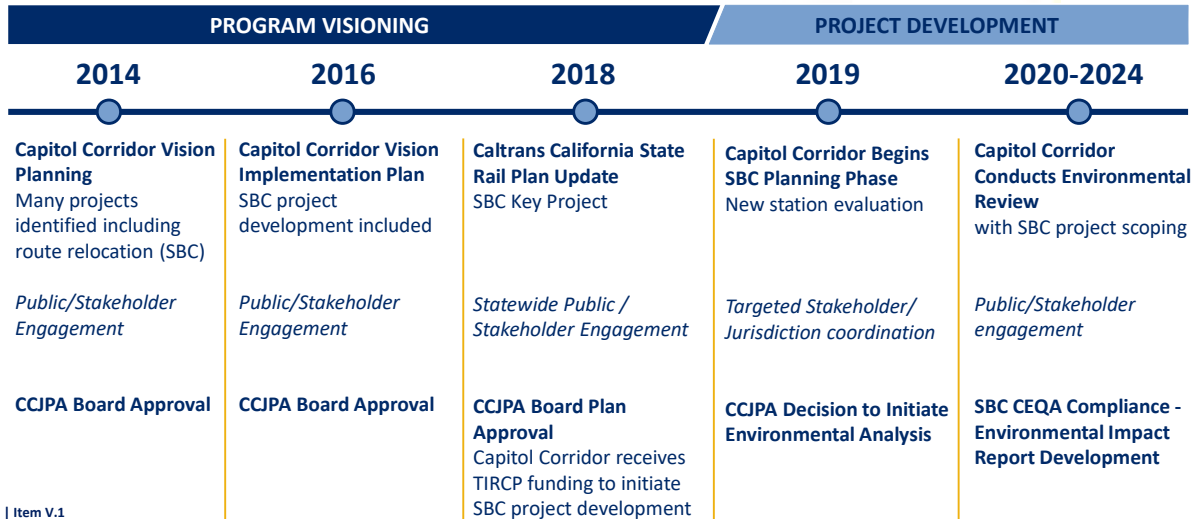 PROGRAM VISIONING
PROJECT DEVELOPMENT
2014
2016
2018
2019
2020-2024
Capitol Corridor Vision
Planning
Many projects
identified including
route relocation (SBC)
Public/Stakeholder
Engagement
CCJPA Board Approval
Capitol Corridor Vision
Implementation Plan
SBC project
development included
Public/Stakeholder
Engagement
CCJPA Board Approval
Caltrans California State
Rail Plan Update
SBC Key Project
Statewide Public /
Stakeholder Engagement
CCJPA Board Plan
Approval
Capitol Corridor receives
TIRCP funding to initiate
SBC project development
Capitol Corridor Begins
SBC Planning Phase
New station evaluation
Targeted Stakeholder/
Jurisdiction coordination
CCJPA Decision to Initiate
Environmental Analysis
Capitol Corridor
Conducts Environmental
Review
with SBC project scoping
Public/Stakeholder
engagement
SBC CEQA Compliance -
Environmental Impact
Report Development
| Item V.1